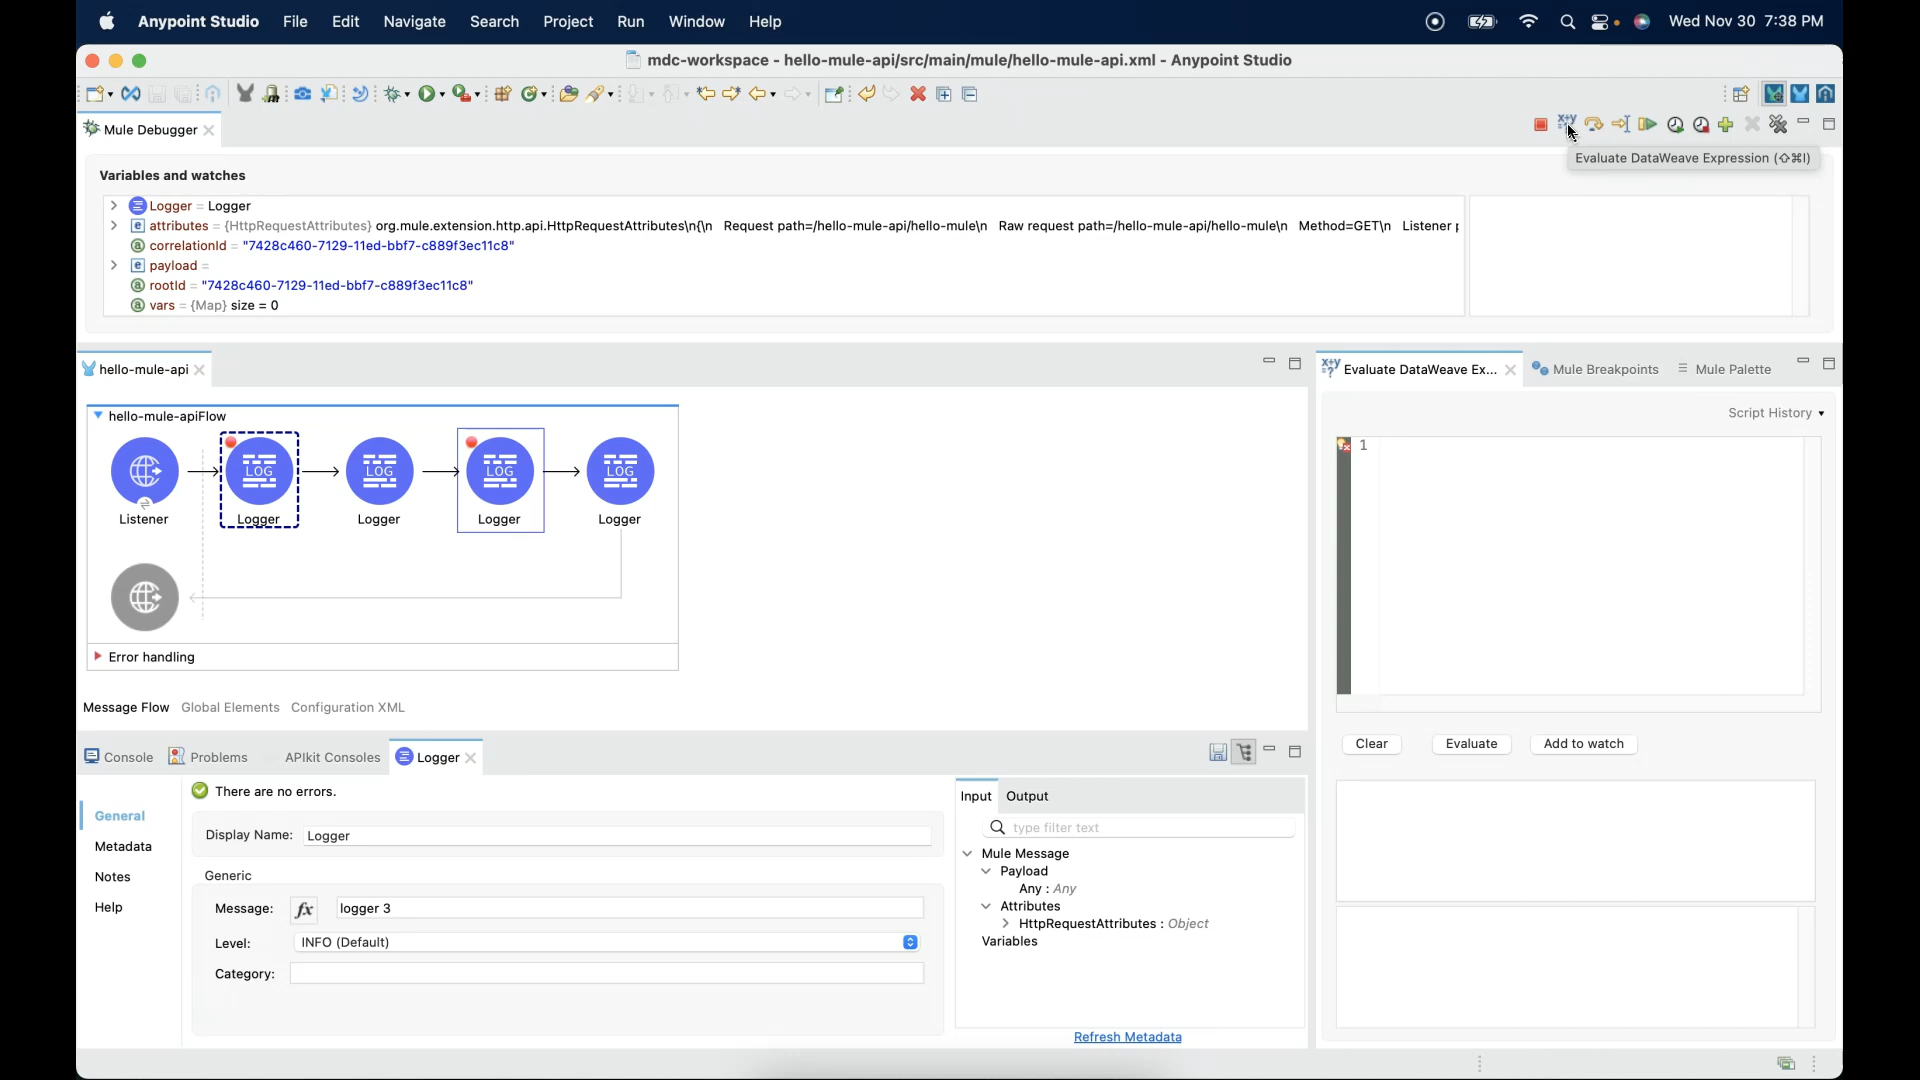 Anypoint Studio File Edit Navigate Search Project Run Window Help Wed Nov 30 7:38 PM
mdc-workspace - hello-mule-api/src/main/mule/hello-mule-api.xml - Anypoint Studio
Mule Debugger
Evaluate DataWeave Expression (⇧⌘I)
Variables and watches
Logger = Logger
attributes = {HttpRequestAttributes} org.mule.extension.http.api.HttpRequestAttributes\n{\n Request path=/hello-mule-api/hello-mule\n Raw request path=/hello-mule-api/hello-mule\n Method=GET\n Listener
correlationId = "7428c460-7129-11ed-bbf7-c889f3ec11c8"
payload =
rootId = "7428c460-7129-11ed-bbf7-c889f3ec11c8"
vars = {Map} size = 0
hello-mule-api
Evaluate DataWeave Ex... Mule Breakpoints Mule Palette
Script History
1
hello-mule-apiFlow
LOG LOG LOG LOG
Listener Logger Logger Logger Logger
Error handling
Message Flow Global Elements Configuration XML
Clear Evaluate Add to watch
Console Problems APIkit Consoles Logger
There are no errors.
General
Metadata
Notes
Help
Display Name: Logger
Generic
Message: fx logger 3
Level: INFO (Default)
Category:
Input Output
type filter text
Mule Message
Payload
Any : Any
Attributes
HttpRequestAttributes : Object
Variables
Refresh Metadata